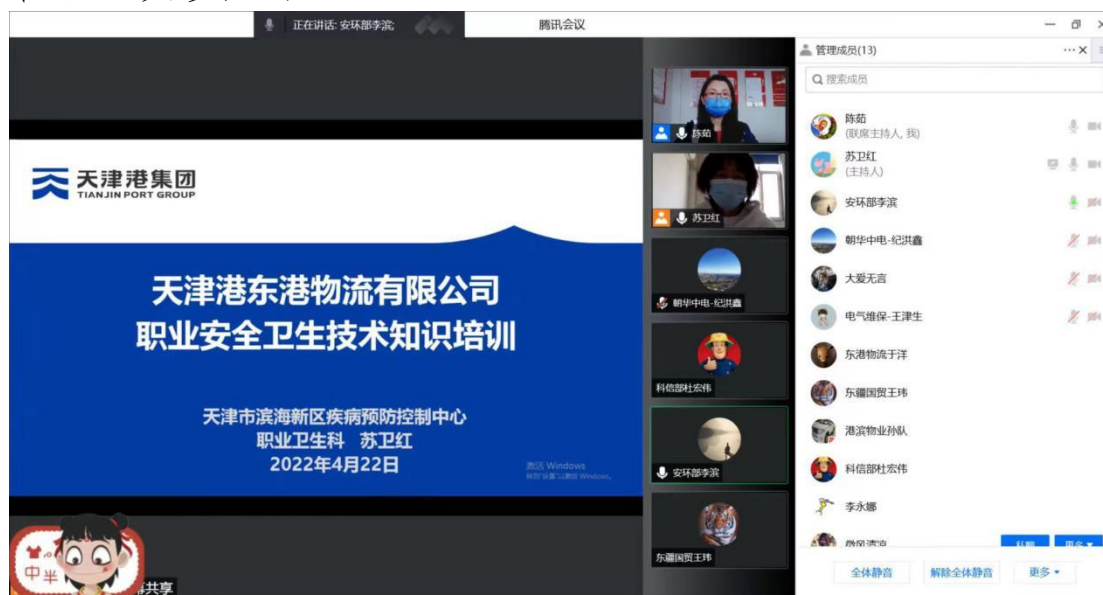 正在讲话: 安环部李滨;
腾讯会议
管理成员(13)
搜索成员
天津港集团
TIANJIN PORT GROUP
天津港东港物流有限公司
职业安全卫生技术知识培训
天津市滨海新区疾病预防控制中心
职业卫生科 苏卫红
2022年4月22日
激活 Windows
中 半
陈茹
苏卫红
朝华中电-纪洪鑫
科信部杜宏伟
安环部李滨
东疆国贸王玮
陈茹
(联席主持人, 我)
苏卫红
(主持人)
安环部李滨
朝华中电-纪洪鑫
大爱无言
电气维保-王津生
东港物流于洋
东疆国贸王玮
港滨物业孙队
科信部杜宏伟
李永娜
全体静音
解除全体静音
更多